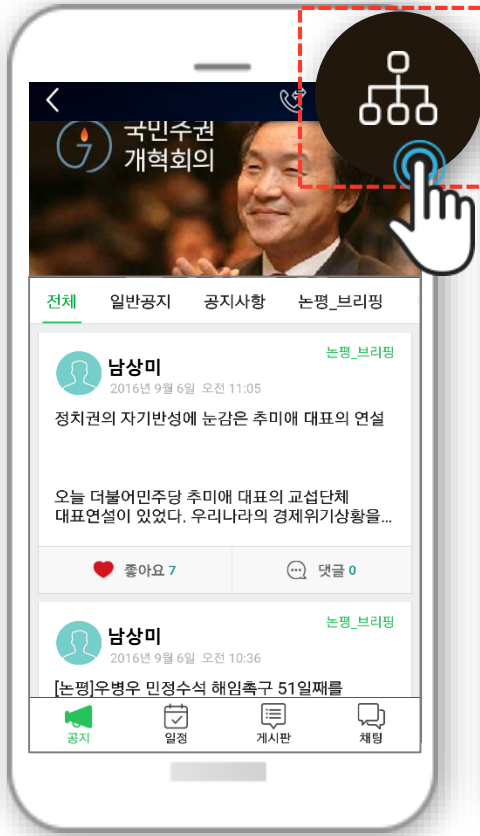 국민주권
개혁회의
전체 일반공지 공지사항 논평_브리핑
논평_브리핑
남상미
2016년 9월 6일 오전 11:05
정치권의 자기반성에 눈감은 추미애 대표의 연설
오늘 더불어민주당 추미애 대표의 교섭단체
대표연설이 있었다. 우리나라의 경제위기상황을...
좋아요 7 댓글 0
논평_브리핑
남상미
2016년 9월 6일 오전 10:36
[논평]우병우 민정수석 해임촉구 51일째를
공지 일정 게시판 채팅